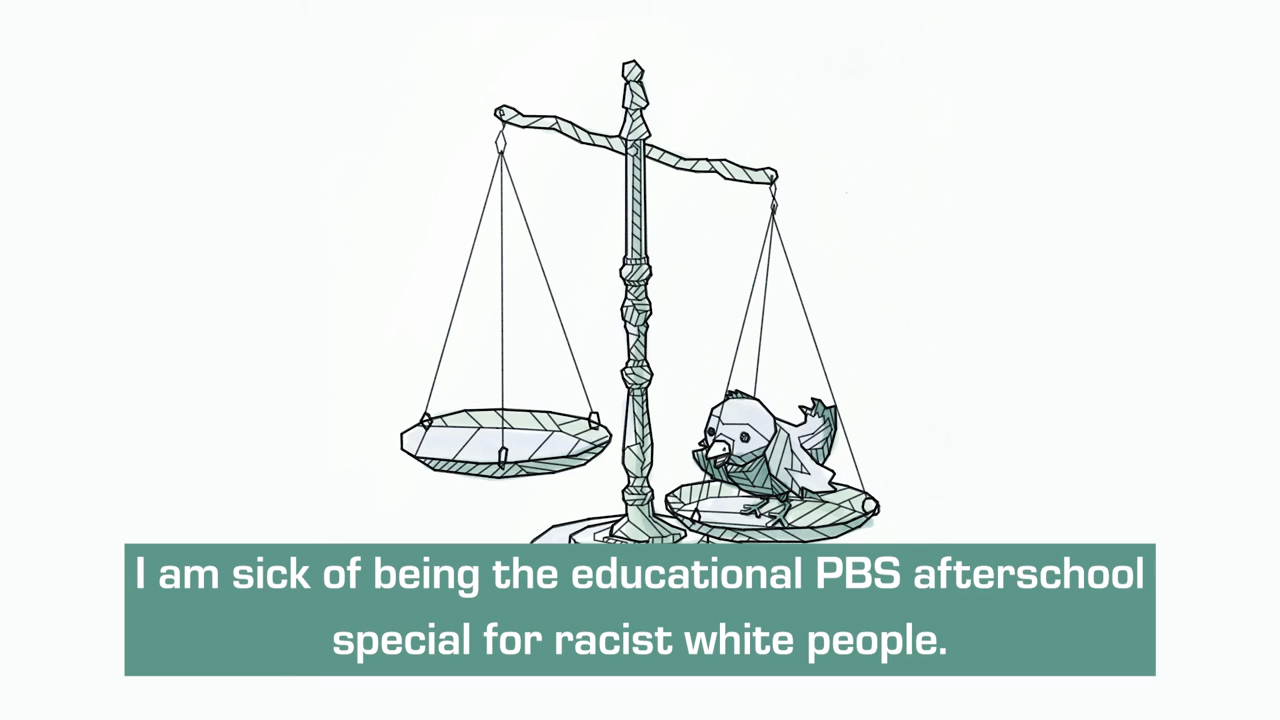 I am sick of being the educational PBS afterschool
special for racist white people.